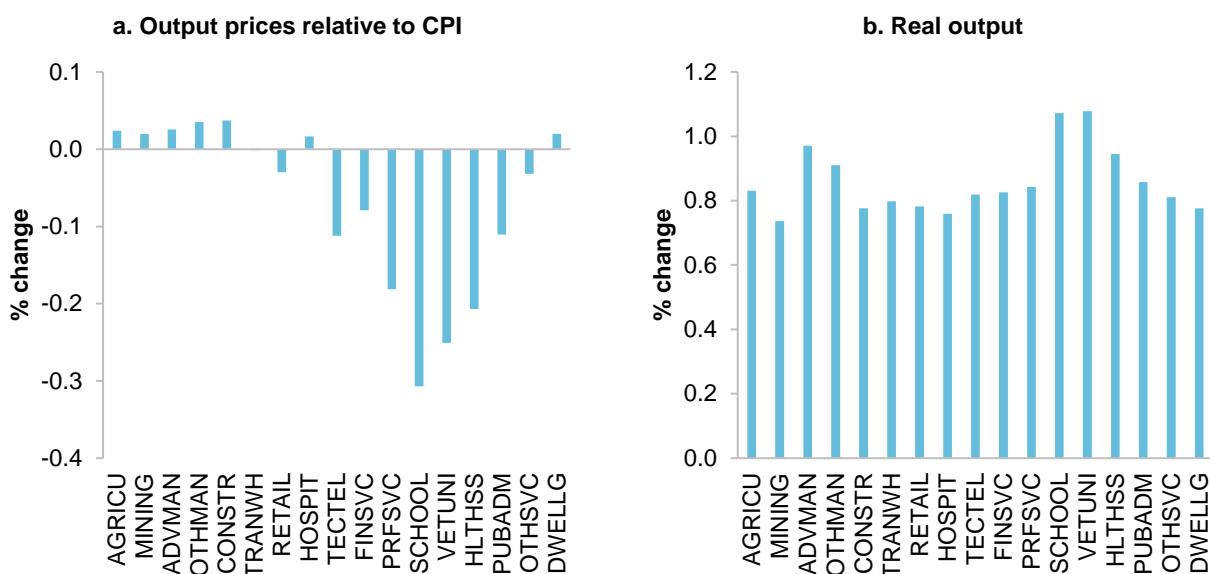 a. Output prices relative to CPI
% change
0.1
0.0
-0.1
-0.2
-0.3
-0.4
AGRICU
MINING
ADVMAN
OTHMAN
CONSTR
TRANWH
RETAIL
HOSPIT
TECTEL
FINSVC
PRFSVC
SCHOOL
VETUNI
HLTHSS
PUBADM
OTHSVC
DWELLG
b. Real output
% change
1.2
1.0
0.8
0.6
0.4
0.2
0.0
AGRICU
MINING
ADVMAN
OTHMAN
CONSTR
TRANWH
RETAIL
HOSPIT
TECTEL
FINSVC
PRFSVC
SCHOOL
VETUNI
HLTHSS
PUBADM
OTHSVC
DWELLG